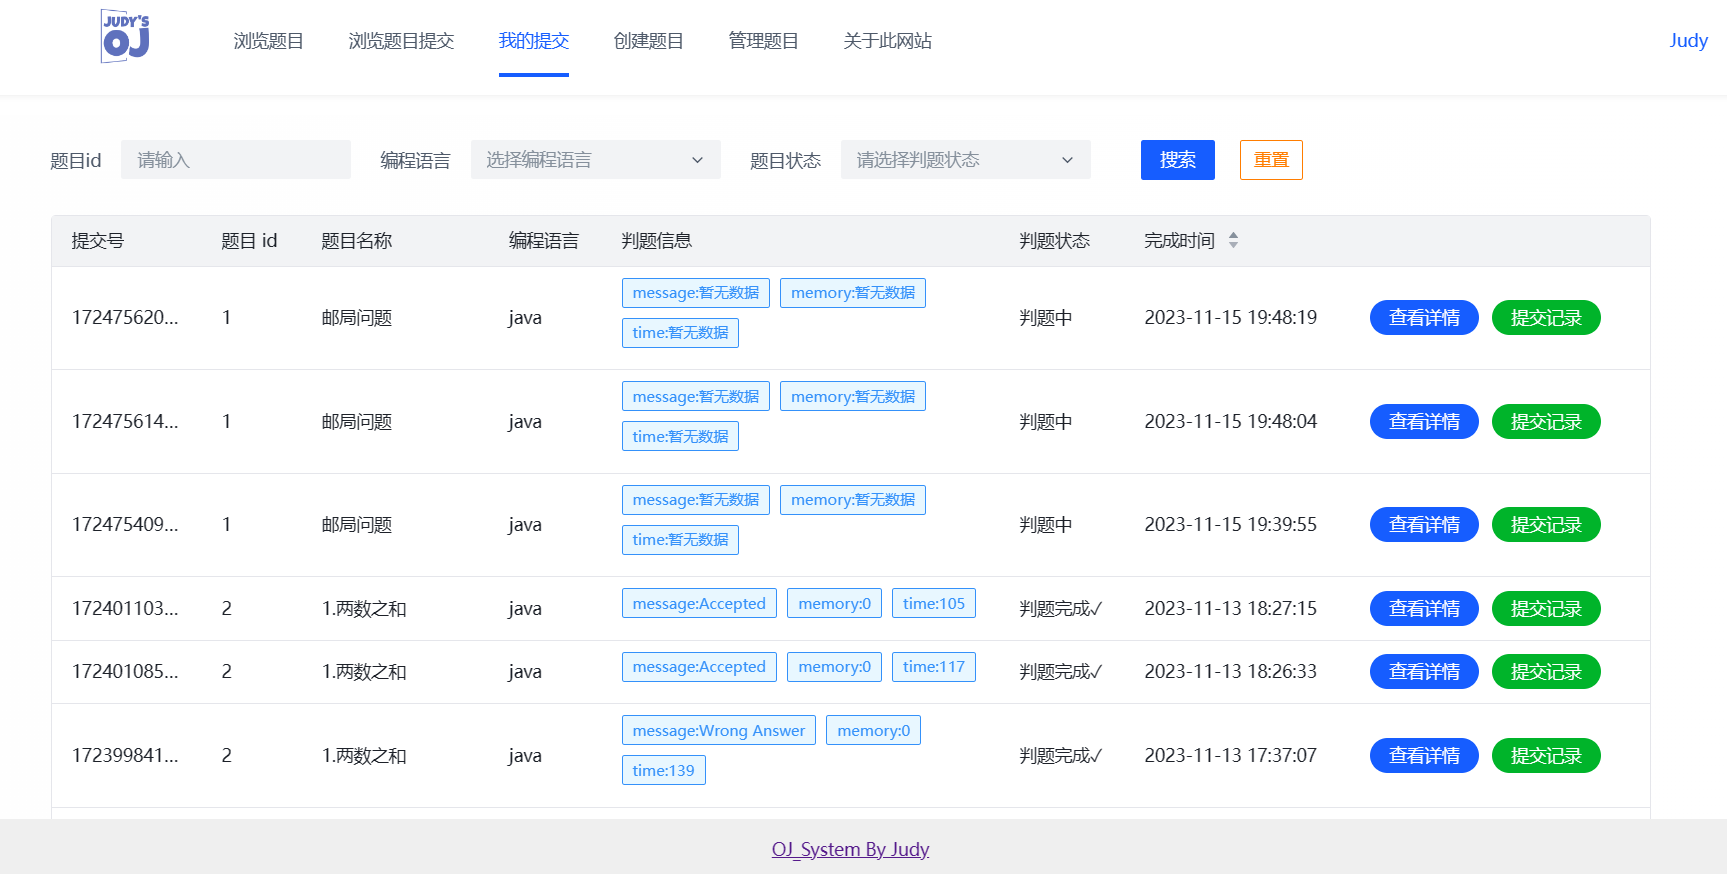 JUDY'S
OJ
浏览题目 浏览题目提交 我的提交 创建题目 管理题目 关于此网站 Judy
题目id 请输入 编程语言 选择编程语言 题目状态 请选择判题状态 搜索 重置
提交号 题目 id 题目名称 编程语言 判题信息 判题状态 完成时间
message:暂无数据 memory:暂无数据
172475620... 1 邮局问题 java 判题中 2023-11-15 19:48:19 查看详情 提交记录
time:暂无数据
message:暂无数据 memory:暂无数据
172475614... 1 邮局问题 java 判题中 2023-11-15 19:48:04 查看详情 提交记录
time:暂无数据
message:暂无数据 memory:暂无数据
172475409... 1 邮局问题 java 判题中 2023-11-15 19:39:55 查看详情 提交记录
time:暂无数据
172401103... 2 1.两数之和 java message:Accepted memory:0 time:105 判题完成✓ 2023-11-13 18:27:15 查看详情 提交记录
172401085... 2 1.两数之和 java message:Accepted memory:0 time:117 判题完成✓ 2023-11-13 18:26:33 查看详情 提交记录
message:Wrong Answer memory:0
172399841... 2 1.两数之和 java 判题完成✓ 2023-11-13 17:37:07 查看详情 提交记录
time:139
OJ_System By Judy